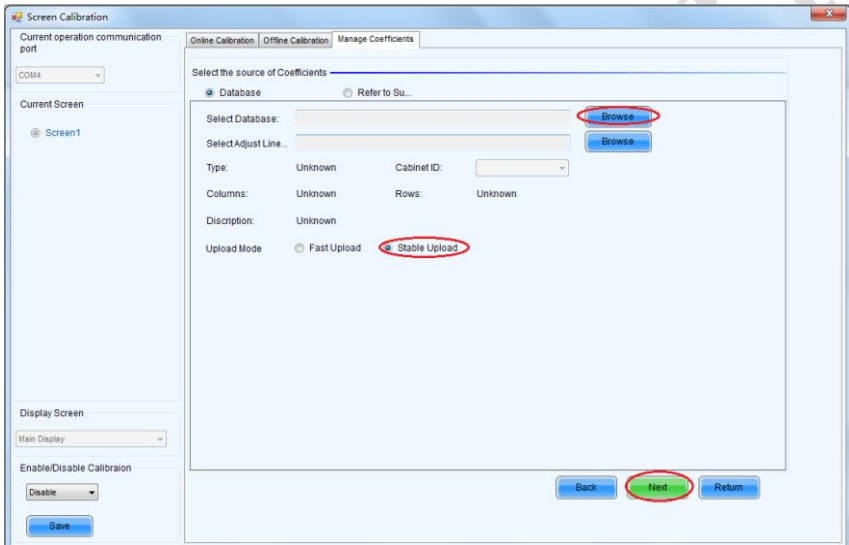 Screen Calibration
Current operation communication
port
COM4
Current Screen
Screen1
Display Screen
Main Display
Enable/Disable Calibraion
Disable
Save
Online Calibration Offline Calibration Manage Coefficients
Select the source of Coefficients
Database Refer to Su...
Select Database: Browse
Select Adjust Line... Browse
Type: Unknown Cabinet ID:
Columns: Unknown Rows: Unknown
Discription: Unknown
Upload Mode Fast Upload Stable Upload
Back Next Return